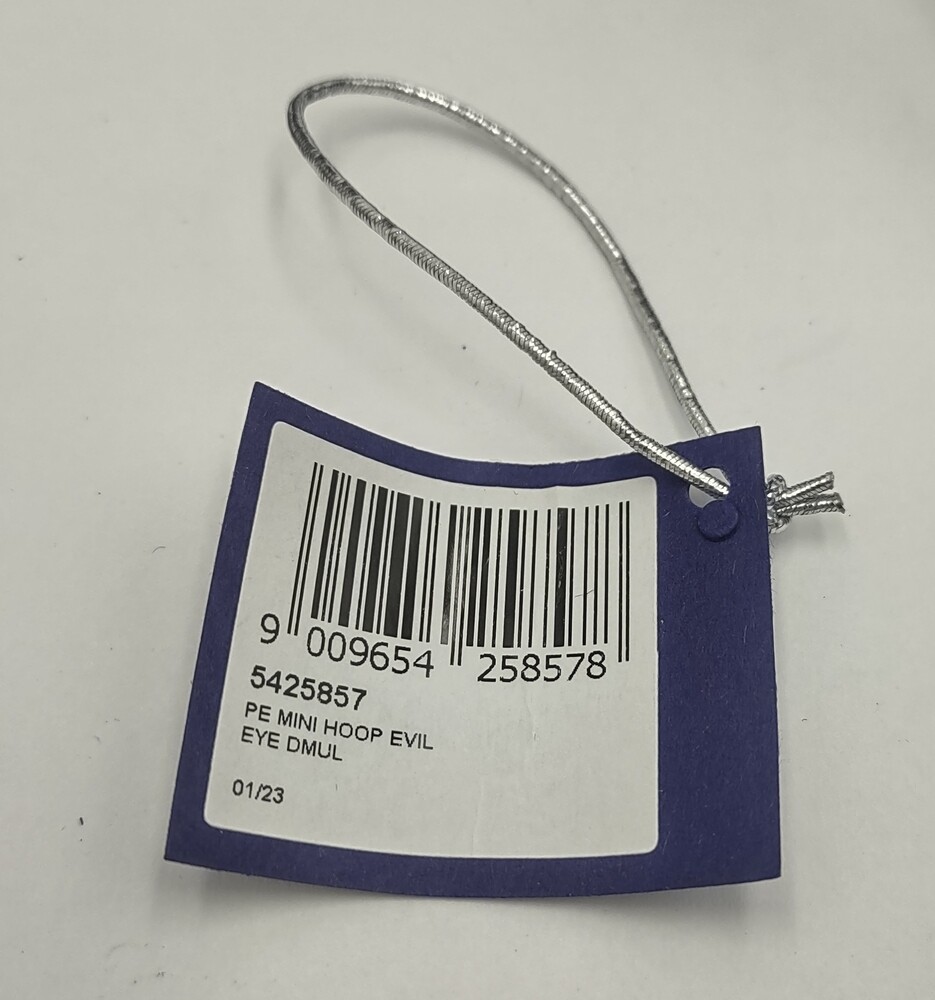 9 009654 258578
5425857
PE MINI HOOP EVIL
EYE DMUL
01/23